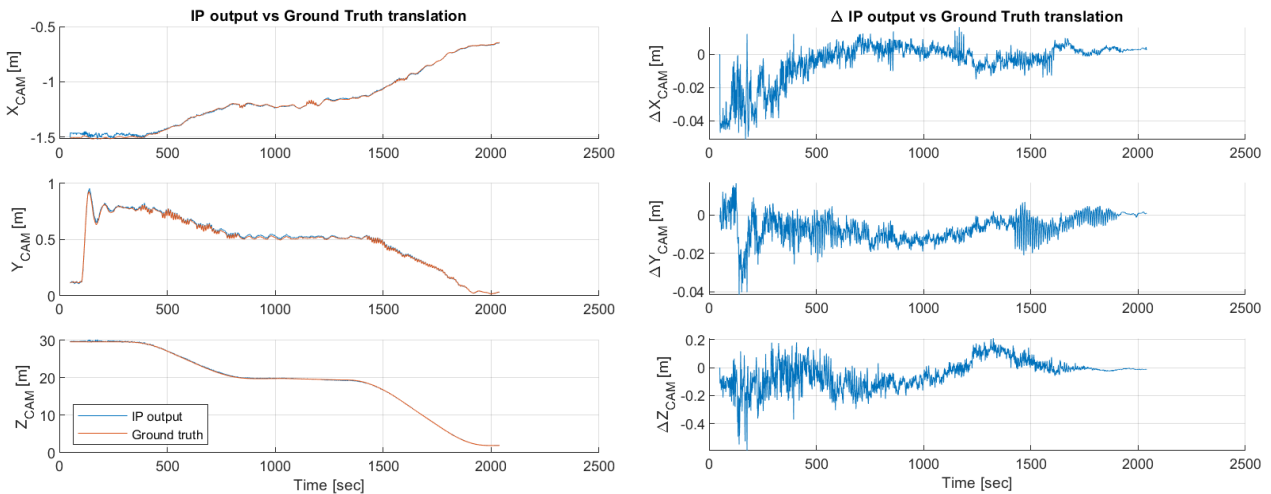 IP output vs Ground Truth translation
-0.5
-1
-1.5
X_CAM [m]
0 500 1000 1500 2000 2500
1
0.5
0
Y_CAM [m]
0 500 1000 1500 2000 2500
30
20
10
0
Z_CAM [m]
IP output
Ground truth
0 500 1000 1500 2000 2500
Time [sec]
Δ IP output vs Ground Truth translation
0
-0.02
-0.04
ΔX_CAM [m]
0 500 1000 1500 2000 2500
0
-0.02
-0.04
ΔY_CAM [m]
0 500 1000 1500 2000 2500
0.2
0
-0.2
-0.4
ΔZ_CAM [m]
0 500 1000 1500 2000 2500
Time [sec]